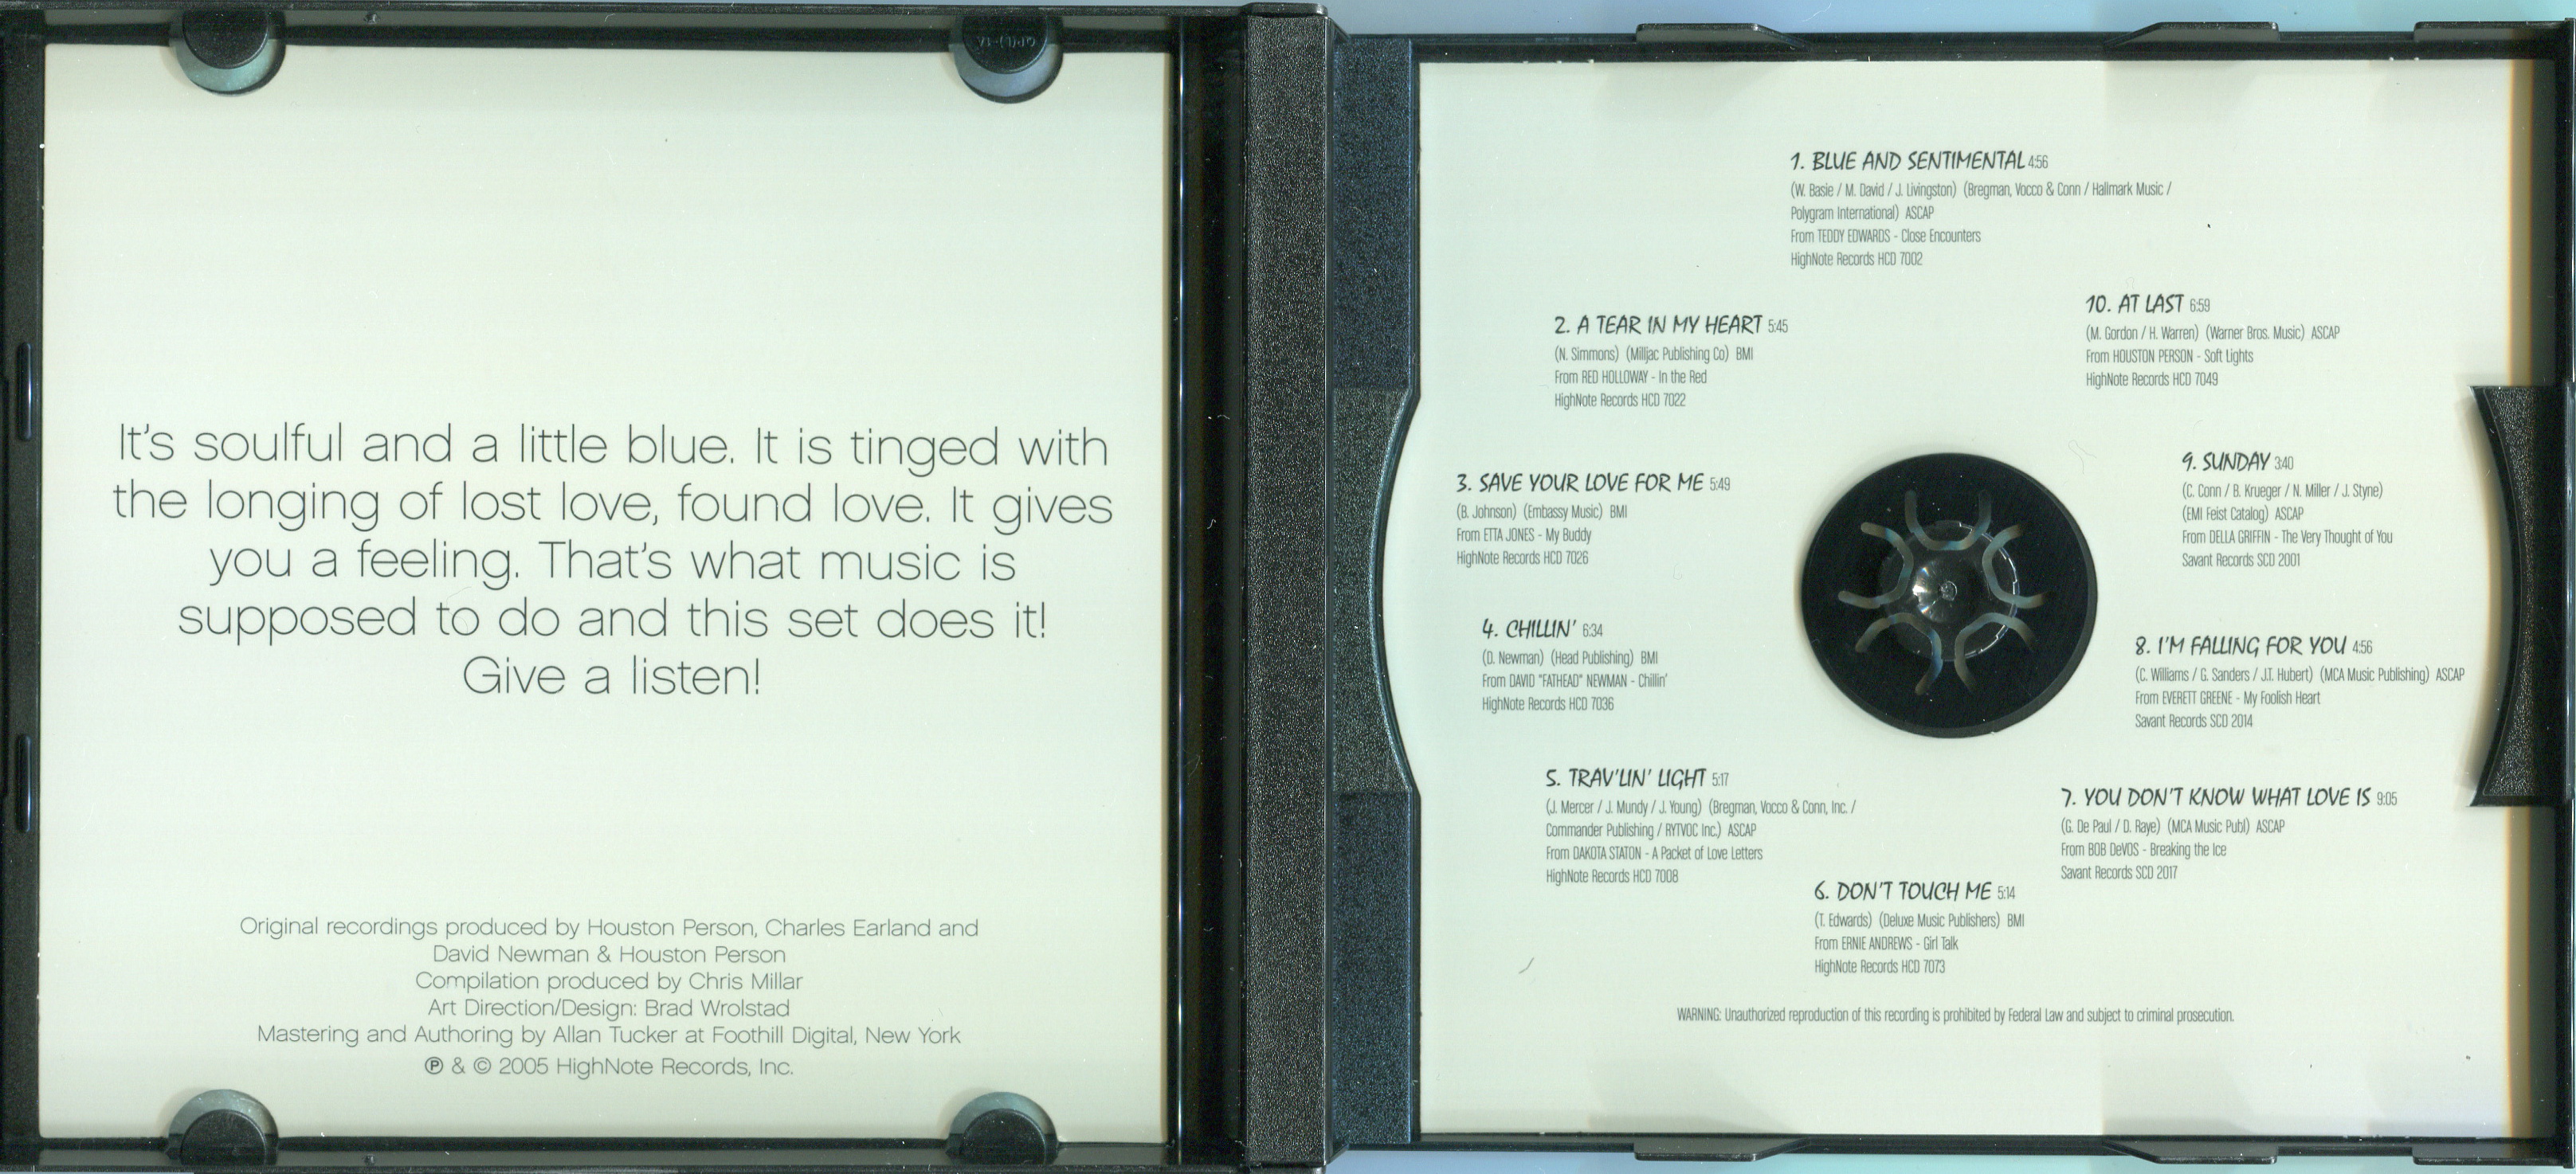 It's soulful and a little blue. It is tinged with
the longing of lost love, found love. It gives
you a feeling. That's what music is
supposed to do and this set does it!
Give a listen!
Original recordings produced by Houston Person, Charles Earland and
David Newman & Houston Person
Compilation produced by Chris Millar
Art Direction/Design: Brad Wrolstad
Mastering and Authoring by Allan Tucker at Foothill Digital, New York
℗ & © 2005 HighNote Records, Inc.
1. BLUE AND SENTIMENTAL 4:56
(W. Basie / M. David / J. Livingston) (Bregman, Vocco & Conn / Hallmark Music /
Polygram International) ASCAP
From TEDDY EDWARDS - Close Encounters
HighNote Records HCD 7002
2. A TEAR IN MY HEART 5:45
(N. Simmons) (Milljac Publishing Co) BMI
From RED HOLLOWAY - In the Red
HighNote Records HCD 7022
3. SAVE YOUR LOVE FOR ME 5:49
(B. Johnson) (Embassy Music) BMI
From ETTA JONES - My Buddy
HighNote Records HCD 7026
4. CHILLIN' 6:34
(D. Newman) (Head Publishing) BMI
From DAVID "FATHEAD" NEWMAN - Chillin'
HighNote Records HCD 7036
5. TRAV'LIN' LIGHT 5:17
(J. Mercer / J. Mundy / J. Young) (Bregman, Vocco & Conn, Inc. /
Commander Publishing / RYTVOC Inc.) ASCAP
From DAKOTA STATON - A Packet of Love Letters
HighNote Records HCD 7008
6. DON'T TOUCH ME 5:14
(T. Edwards) (Deluxe Music Publishers) BMI
From ERNIE ANDREWS - Girl Talk
HighNote Records HCD 7073
7. YOU DON'T KNOW WHAT LOVE IS 9:05
(G. De Paul / D. Raye) (MCA Music Publ) ASCAP
From BOB DeVOS - Breaking the Ice
Savant Records SCD 2017
8. I'M FALLING FOR YOU 4:56
(C. Williams / G. Sanders / J.T. Hubert) (MCA Music Publishing) ASCAP
From EVERETT GREENE - My Foolish Heart
Savant Records SCD 2014
9. SUNDAY 3:40
(C. Conn / B. Krueger / N. Miller / J. Styne)
(EMI Feist Catalog) ASCAP
From DELLA GRIFFIN - The Very Thought of You
Savant Records SCD 2001
10. AT LAST 6:59
(M. Gordon / H. Warren) (Warner Bros. Music) ASCAP
From HOUSTON PERSON - Soft Lights
HighNote Records HCD 7049
WARNING: Unauthorized reproduction of this recording is prohibited by Federal Law and subject to criminal prosecution.